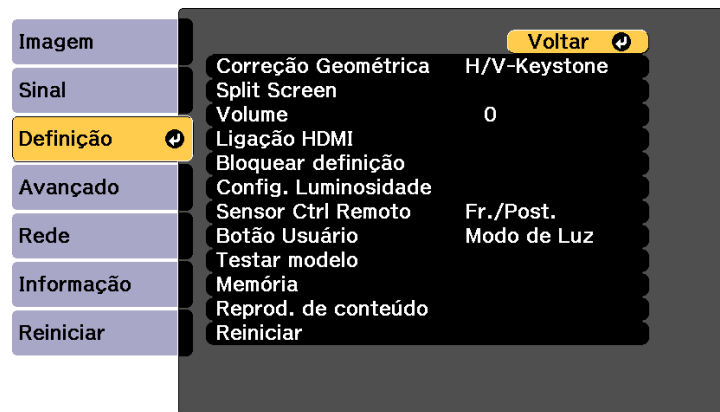 Imagem
Sinal
Definição
Avançado
Rede
Informação
Reiniciar
Voltar
Correção Geométrica H/V-Keystone
Split Screen
Volume 0
Ligação HDMI
Bloquear definição
Config. Luminosidade
Sensor Ctrl Remoto Fr./Post.
Botão Usuário Modo de Luz
Testar modelo
Memória
Reprod. de conteúdo
Reiniciar